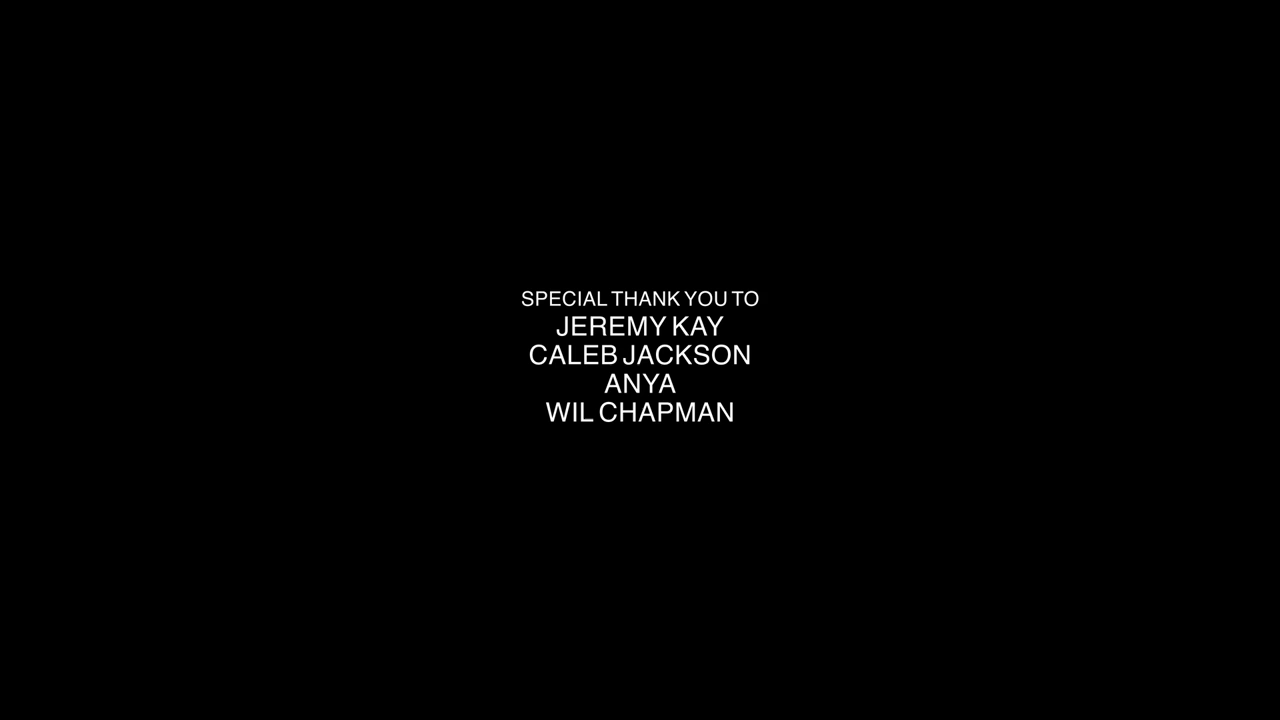 SPECIAL THANK YOU TO
JEREMY KAY
CALEB JACKSON
ANYA
WIL CHAPMAN